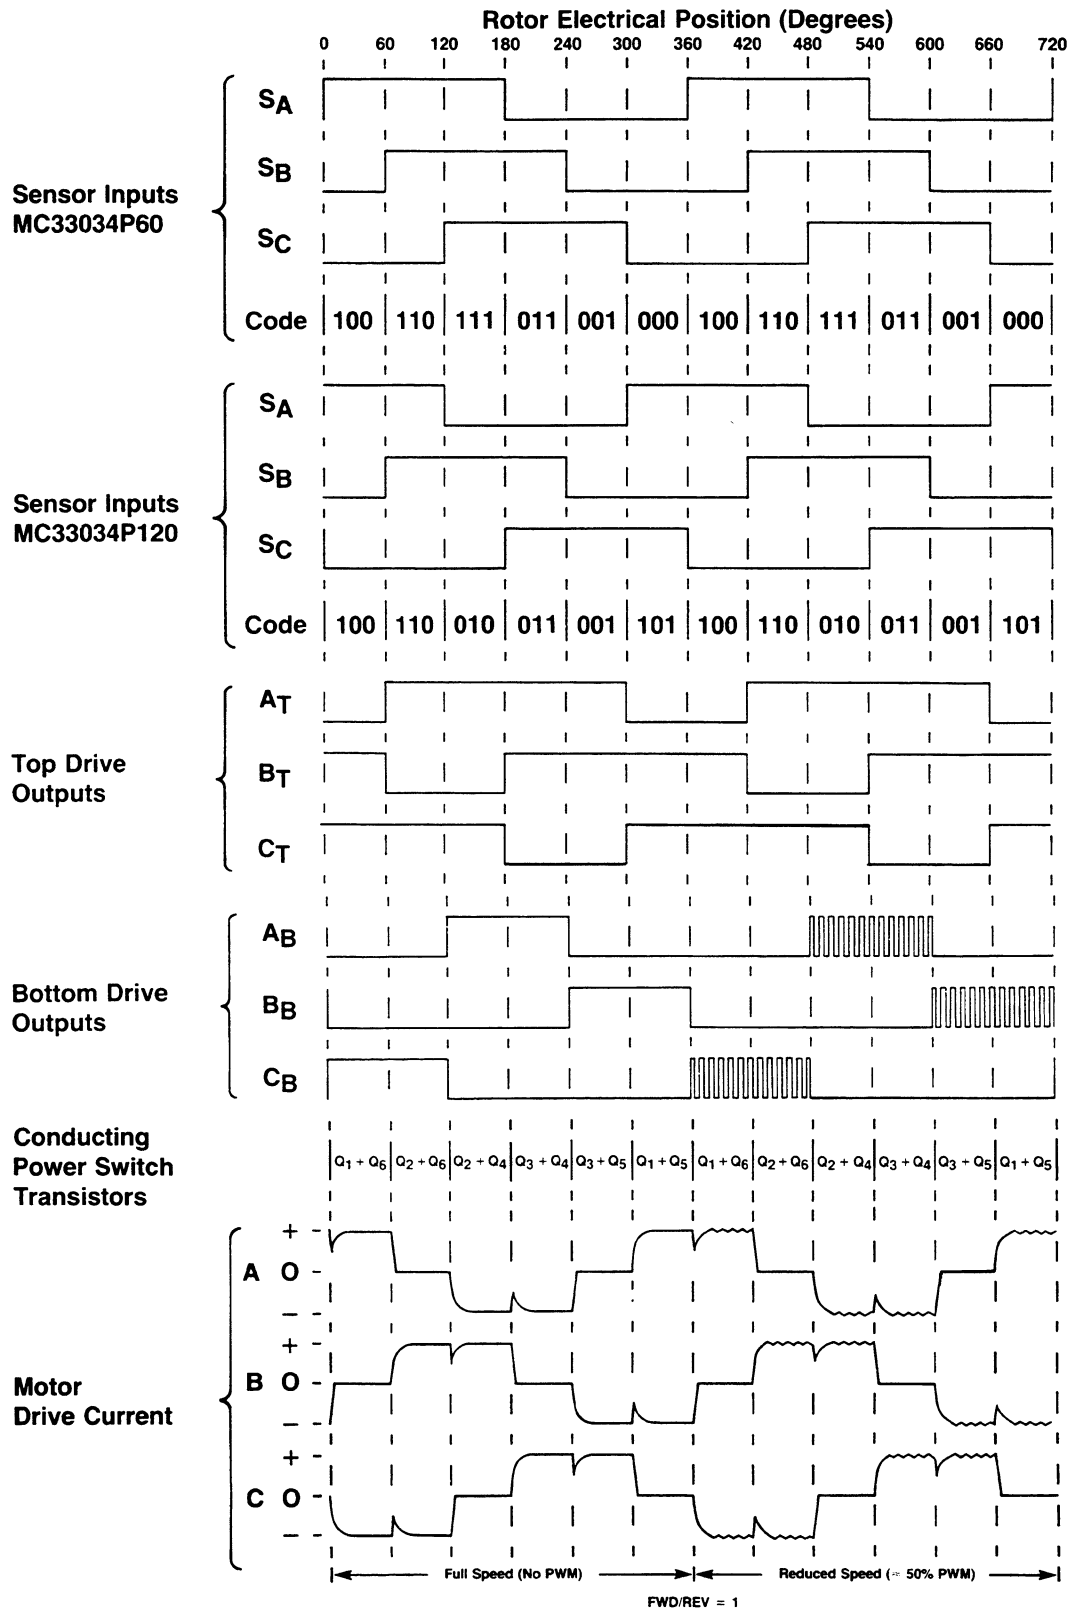 Rotor Electrical Position (Degrees)
0 60 120 180 240 300 360 420 480 540 600 660 720
Sensor Inputs
MC33034P60
SA
SB
SC
Code 100 110 111 011 001 000 100 110 111 011 001 000
Sensor Inputs
MC33034P120
SA
SB
SC
Code 100 110 010 011 001 101 100 110 010 011 001 101
Top Drive
Outputs
AT
BT
CT
Bottom Drive
Outputs
AB
BB
CB
Conducting
Power Switch
Transistors
Q1 + Q6 Q2 + Q6 Q2 + Q4 Q3 + Q4 Q3 + Q5 Q1 + Q5 Q1 + Q6 Q2 + Q6 Q2 + Q4 Q3 + Q4 Q3 + Q5 Q1 + Q5
Motor
Drive Current
+
A O
−
+
B O
−
+
C O
−
Full Speed (No PWM) Reduced Speed (≈ 50% PWM)
FWD/REV = 1